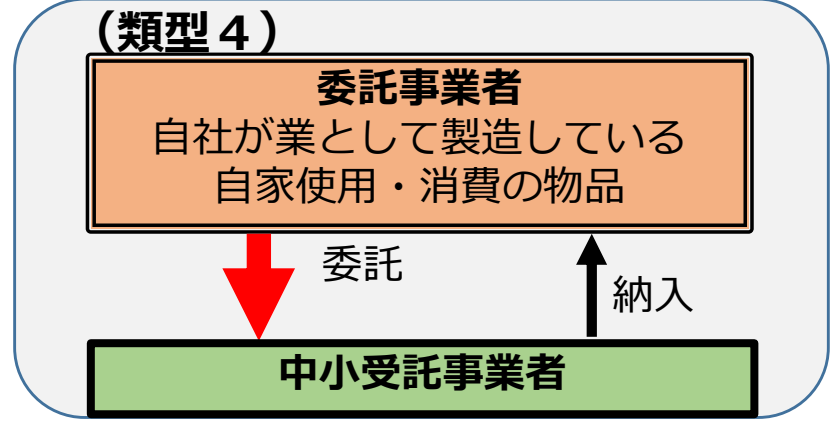 （類型４）
委託事業者
自社が業として製造している
自家使用・消費の物品
委託
納入
中小受託事業者